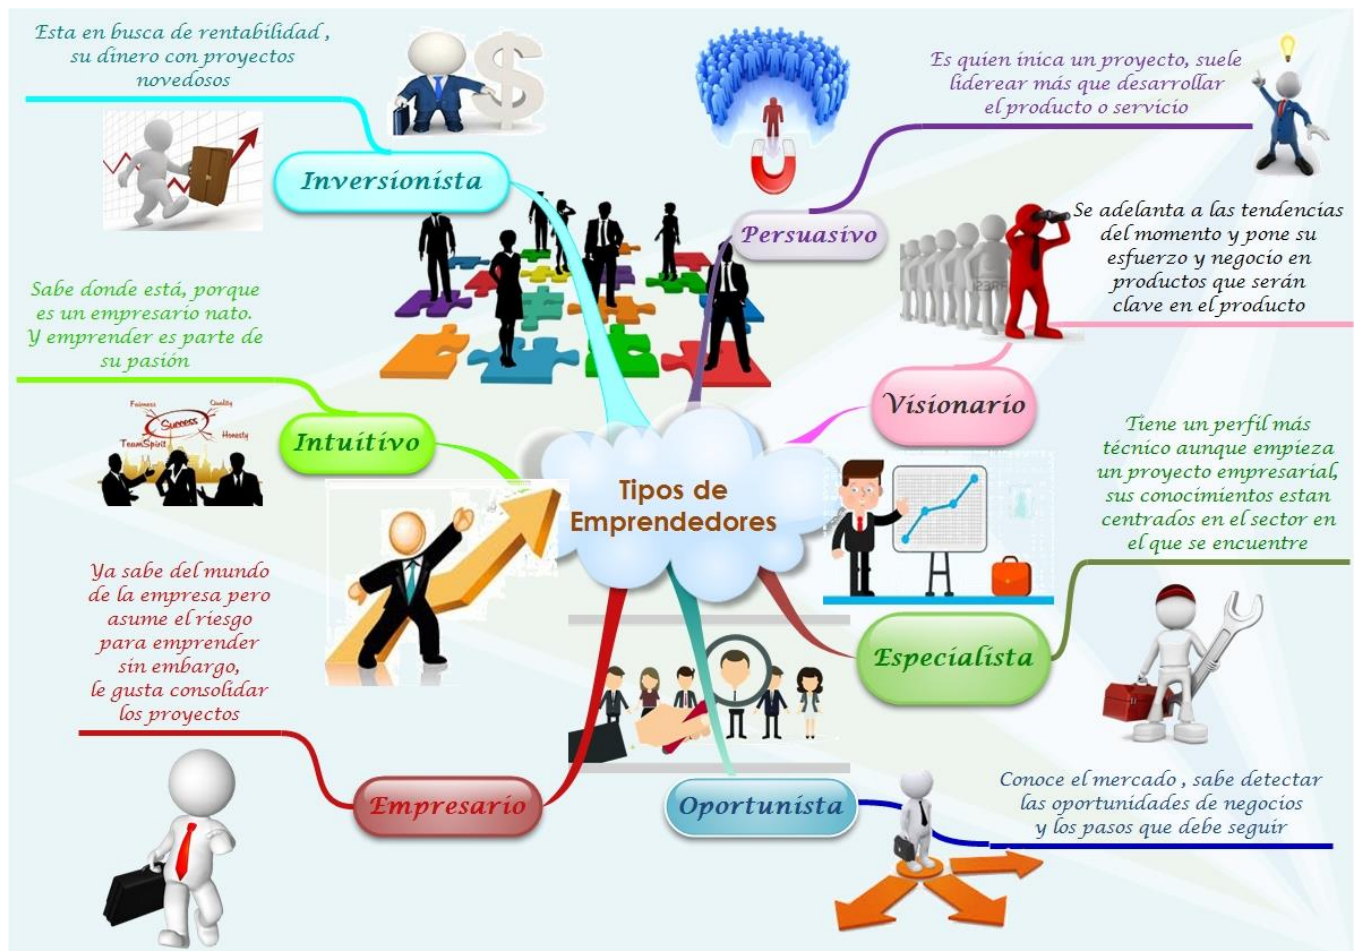 Tipos de
Emprendedores
Inversionista
Esta en busca de rentabilidad ,
su dinero con proyectos
novedosos
Persuasivo
Es quien inica un proyecto, suele
liderear más que desarrollar
el producto o servicio
Visionario
Se adelanta a las tendencias
del momento y pone su
esfuerzo y negocio en
productos que serán
clave en el producto
123RF
Intuitivo
Sabe donde está, porque
es un empresario nato.
Y emprender es parte de
su pasión
Fairness
Quality
Success
TeamSpirit
Honesty
Especialista
Tiene un perfil más
técnico aunque empieza
un proyecto empresarial,
sus conocimientos estan
centrados en el sector en
el que se encuentre
Empresario
Ya sabe del mundo
de la empresa pero
asume el riesgo
para emprender
sin embargo,
le gusta consolidar
los proyectos
Oportunista
Conoce el mercado , sabe detectar
las oportunidades de negocios
y los pasos que debe seguir